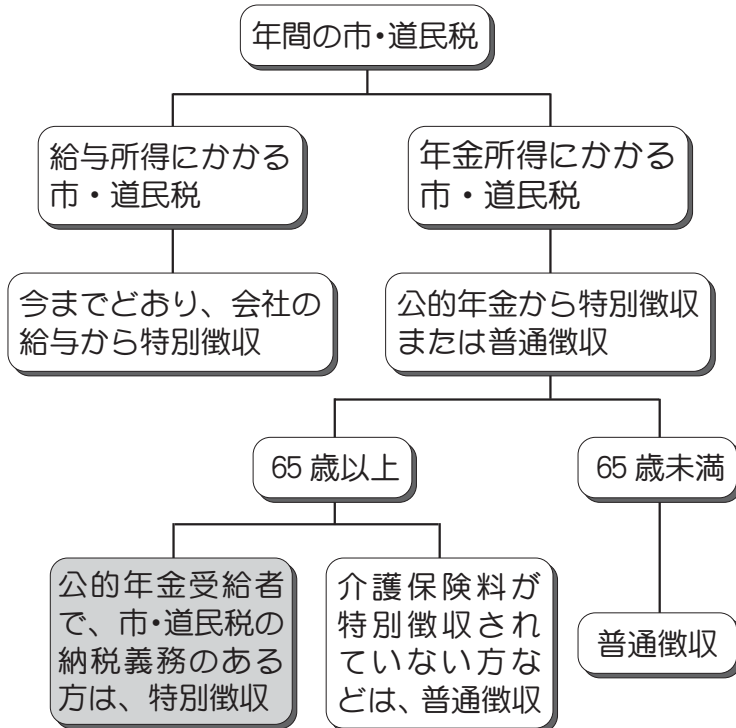 年間の市・道民税
給与所得にかかる
市・道民税
年金所得にかかる
市・道民税
今までどおり、会社の
給与から特別徴収
公的年金から特別徴収
または普通徴収
65歳以上
65歳未満
公的年金受給者
で、市・道民税の
納税義務のある
方は、特別徴収
介護保険料が
特別徴収され
ていない方な
どは、普通徴収
普通徴収